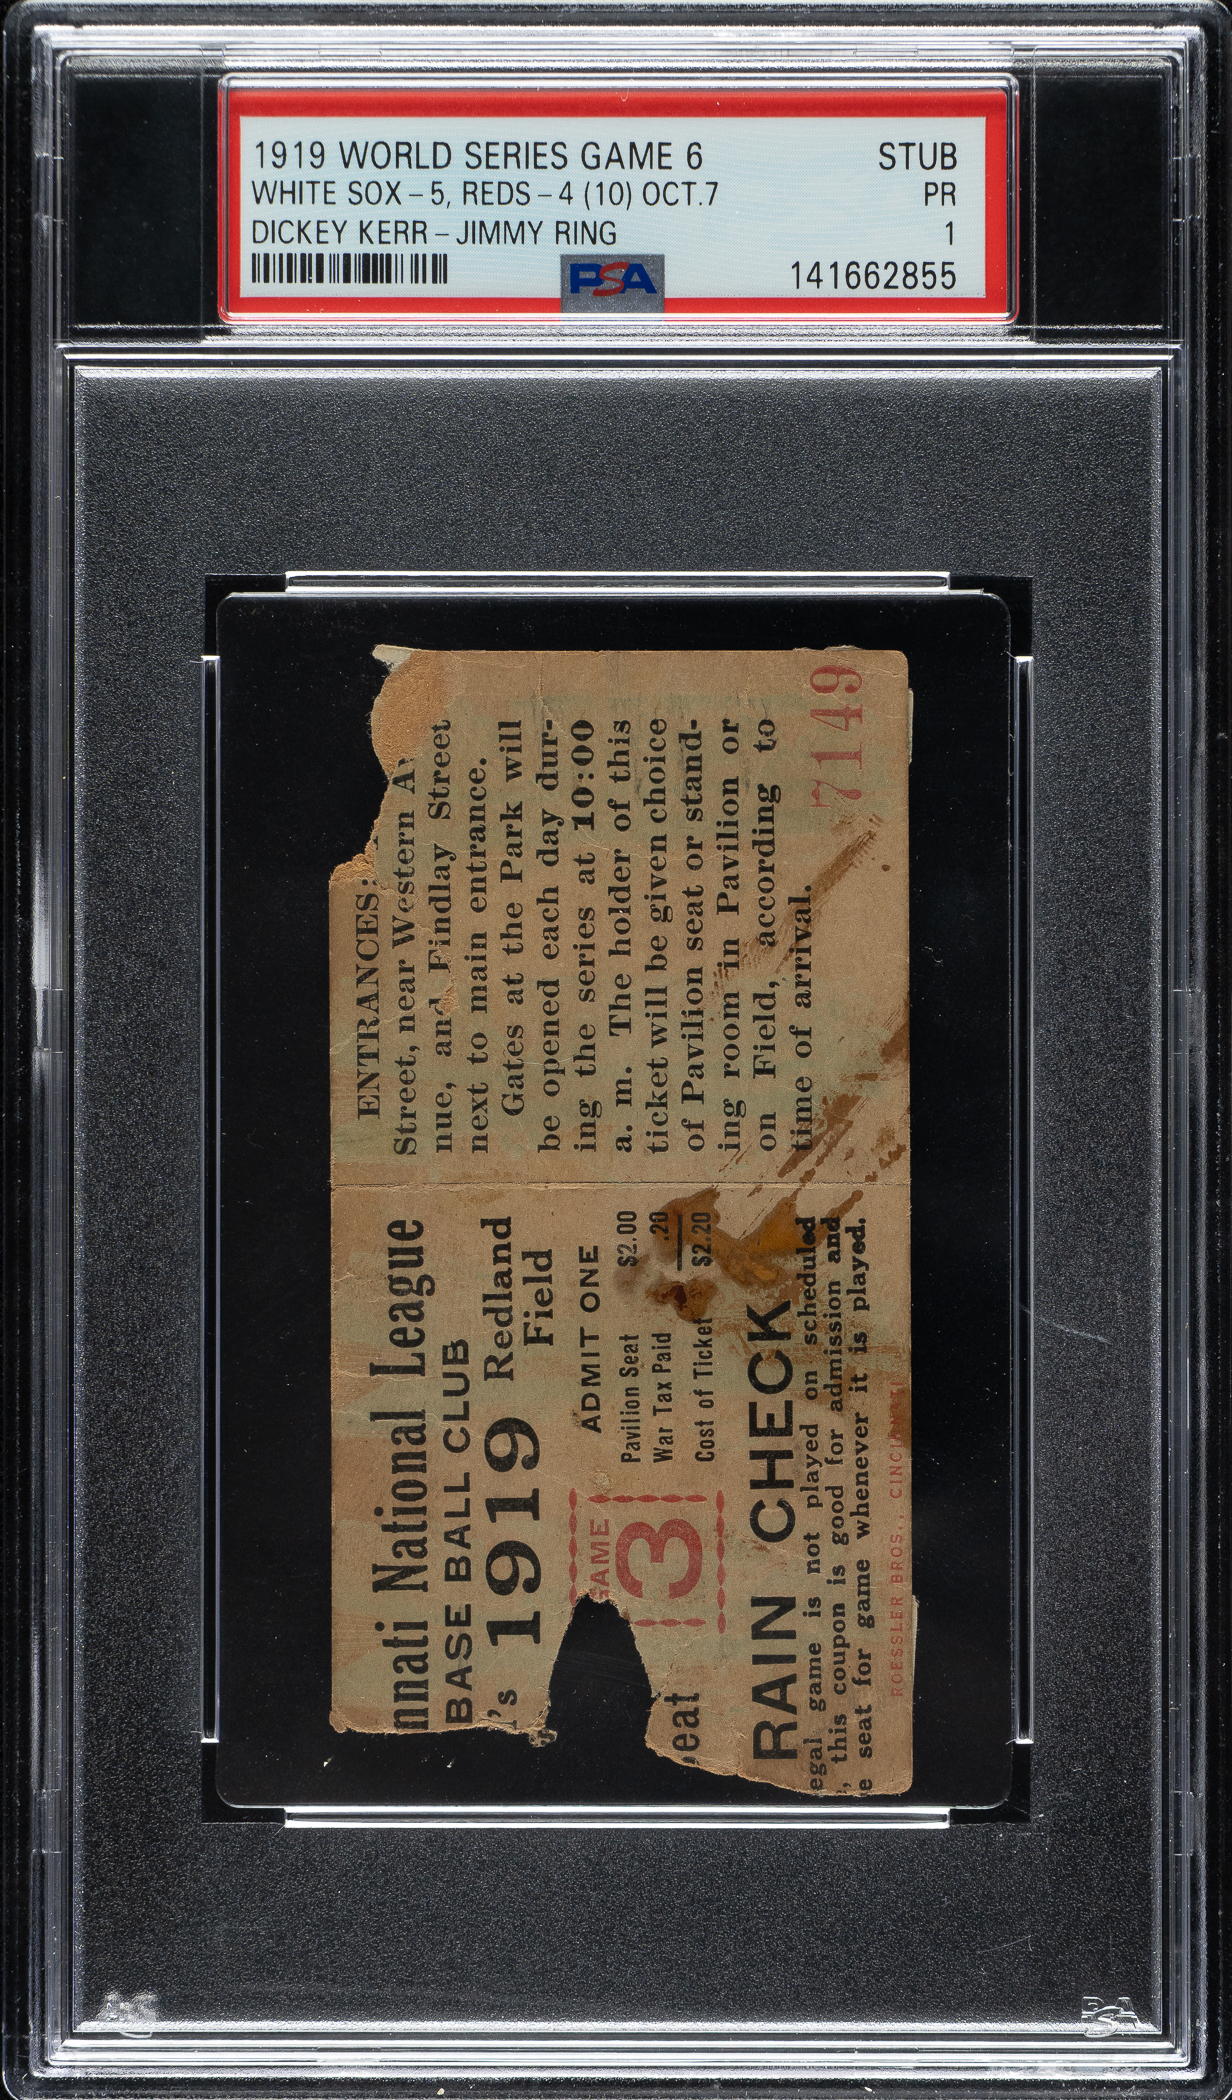 1919 WORLD SERIES GAME 6
STUB
WHITE SOX – 5, REDS – 4 (10) OCT.7
PR
DICKEY KERR – JIMMY RING
1
PSA
141662855
nnati National League
BASE BALL CLUB
's 1919 Redland
Field
GAME
3
ADMIT ONE
Pavilion Seat $2.00
War Tax Paid .20
Cost of Ticket $2.20
eat
RAIN CHECK
egal game is not played on scheduled
, this coupon is good for admission and
e seat for game whenever it is played.
ROESSLER BROS., CINCINNATI
ENTRANCES:
Street, near Western A
nue, and Findlay Street
next to main entrance.
Gates at the Park will
be opened each day dur-
ing the series at 10:00
a. m. The holder of this
ticket will be given choice
of Pavilion seat or stand-
ing room in Pavilion or
on Field, according to
time of arrival.
7149
PSA
PSA